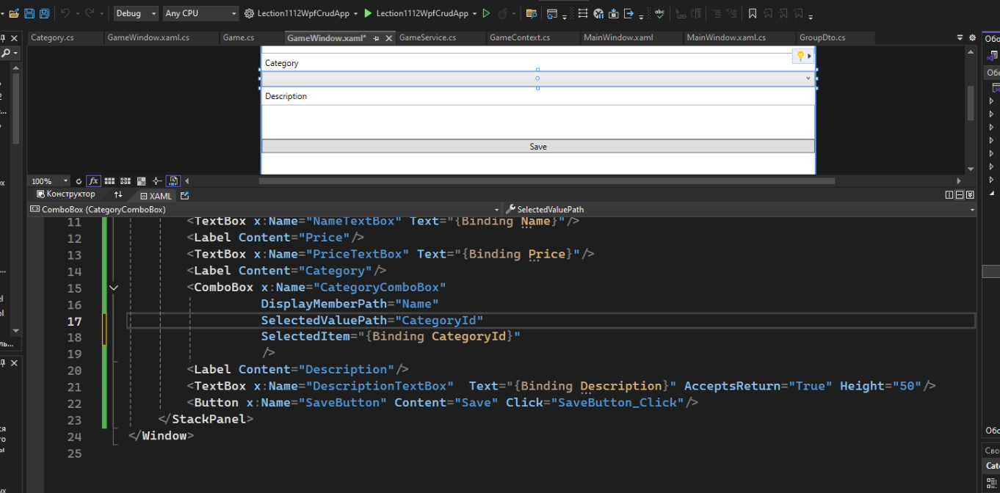 Debug Any CPU Lection1112WpfCrudApp Lection1112WpfCrudApp
Category.cs GameWindow.xaml.cs Game.cs GameWindow.xaml* GameService.cs GameContext.cs MainWindow.xaml MainWindow.xaml.cs GroupDto.cs
Category
Description
Save
100% fx
Конструктор XAML
ComboBox (CategoryComboBox) SelectedValuePath
11 <TextBox x:Name="NameTextBox" Text="{Binding Name}"/>
12 <Label Content="Price"/>
13 <TextBox x:Name="PriceTextBox" Text="{Binding Price}"/>
14 <Label Content="Category"/>
15 <ComboBox x:Name="CategoryComboBox"
16 DisplayMemberPath="Name"
17 SelectedValuePath="CategoryId"
18 SelectedItem="{Binding CategoryId}"
19 />
20 <Label Content="Description"/>
21 <TextBox x:Name="DescriptionTextBox"  Text="{Binding Description}" AcceptsReturn="True" Height="50"/>
22 <Button x:Name="SaveButton" Content="Save" Click="SaveButton_Click"/>
23 </StackPanel>
24 </Window>
25